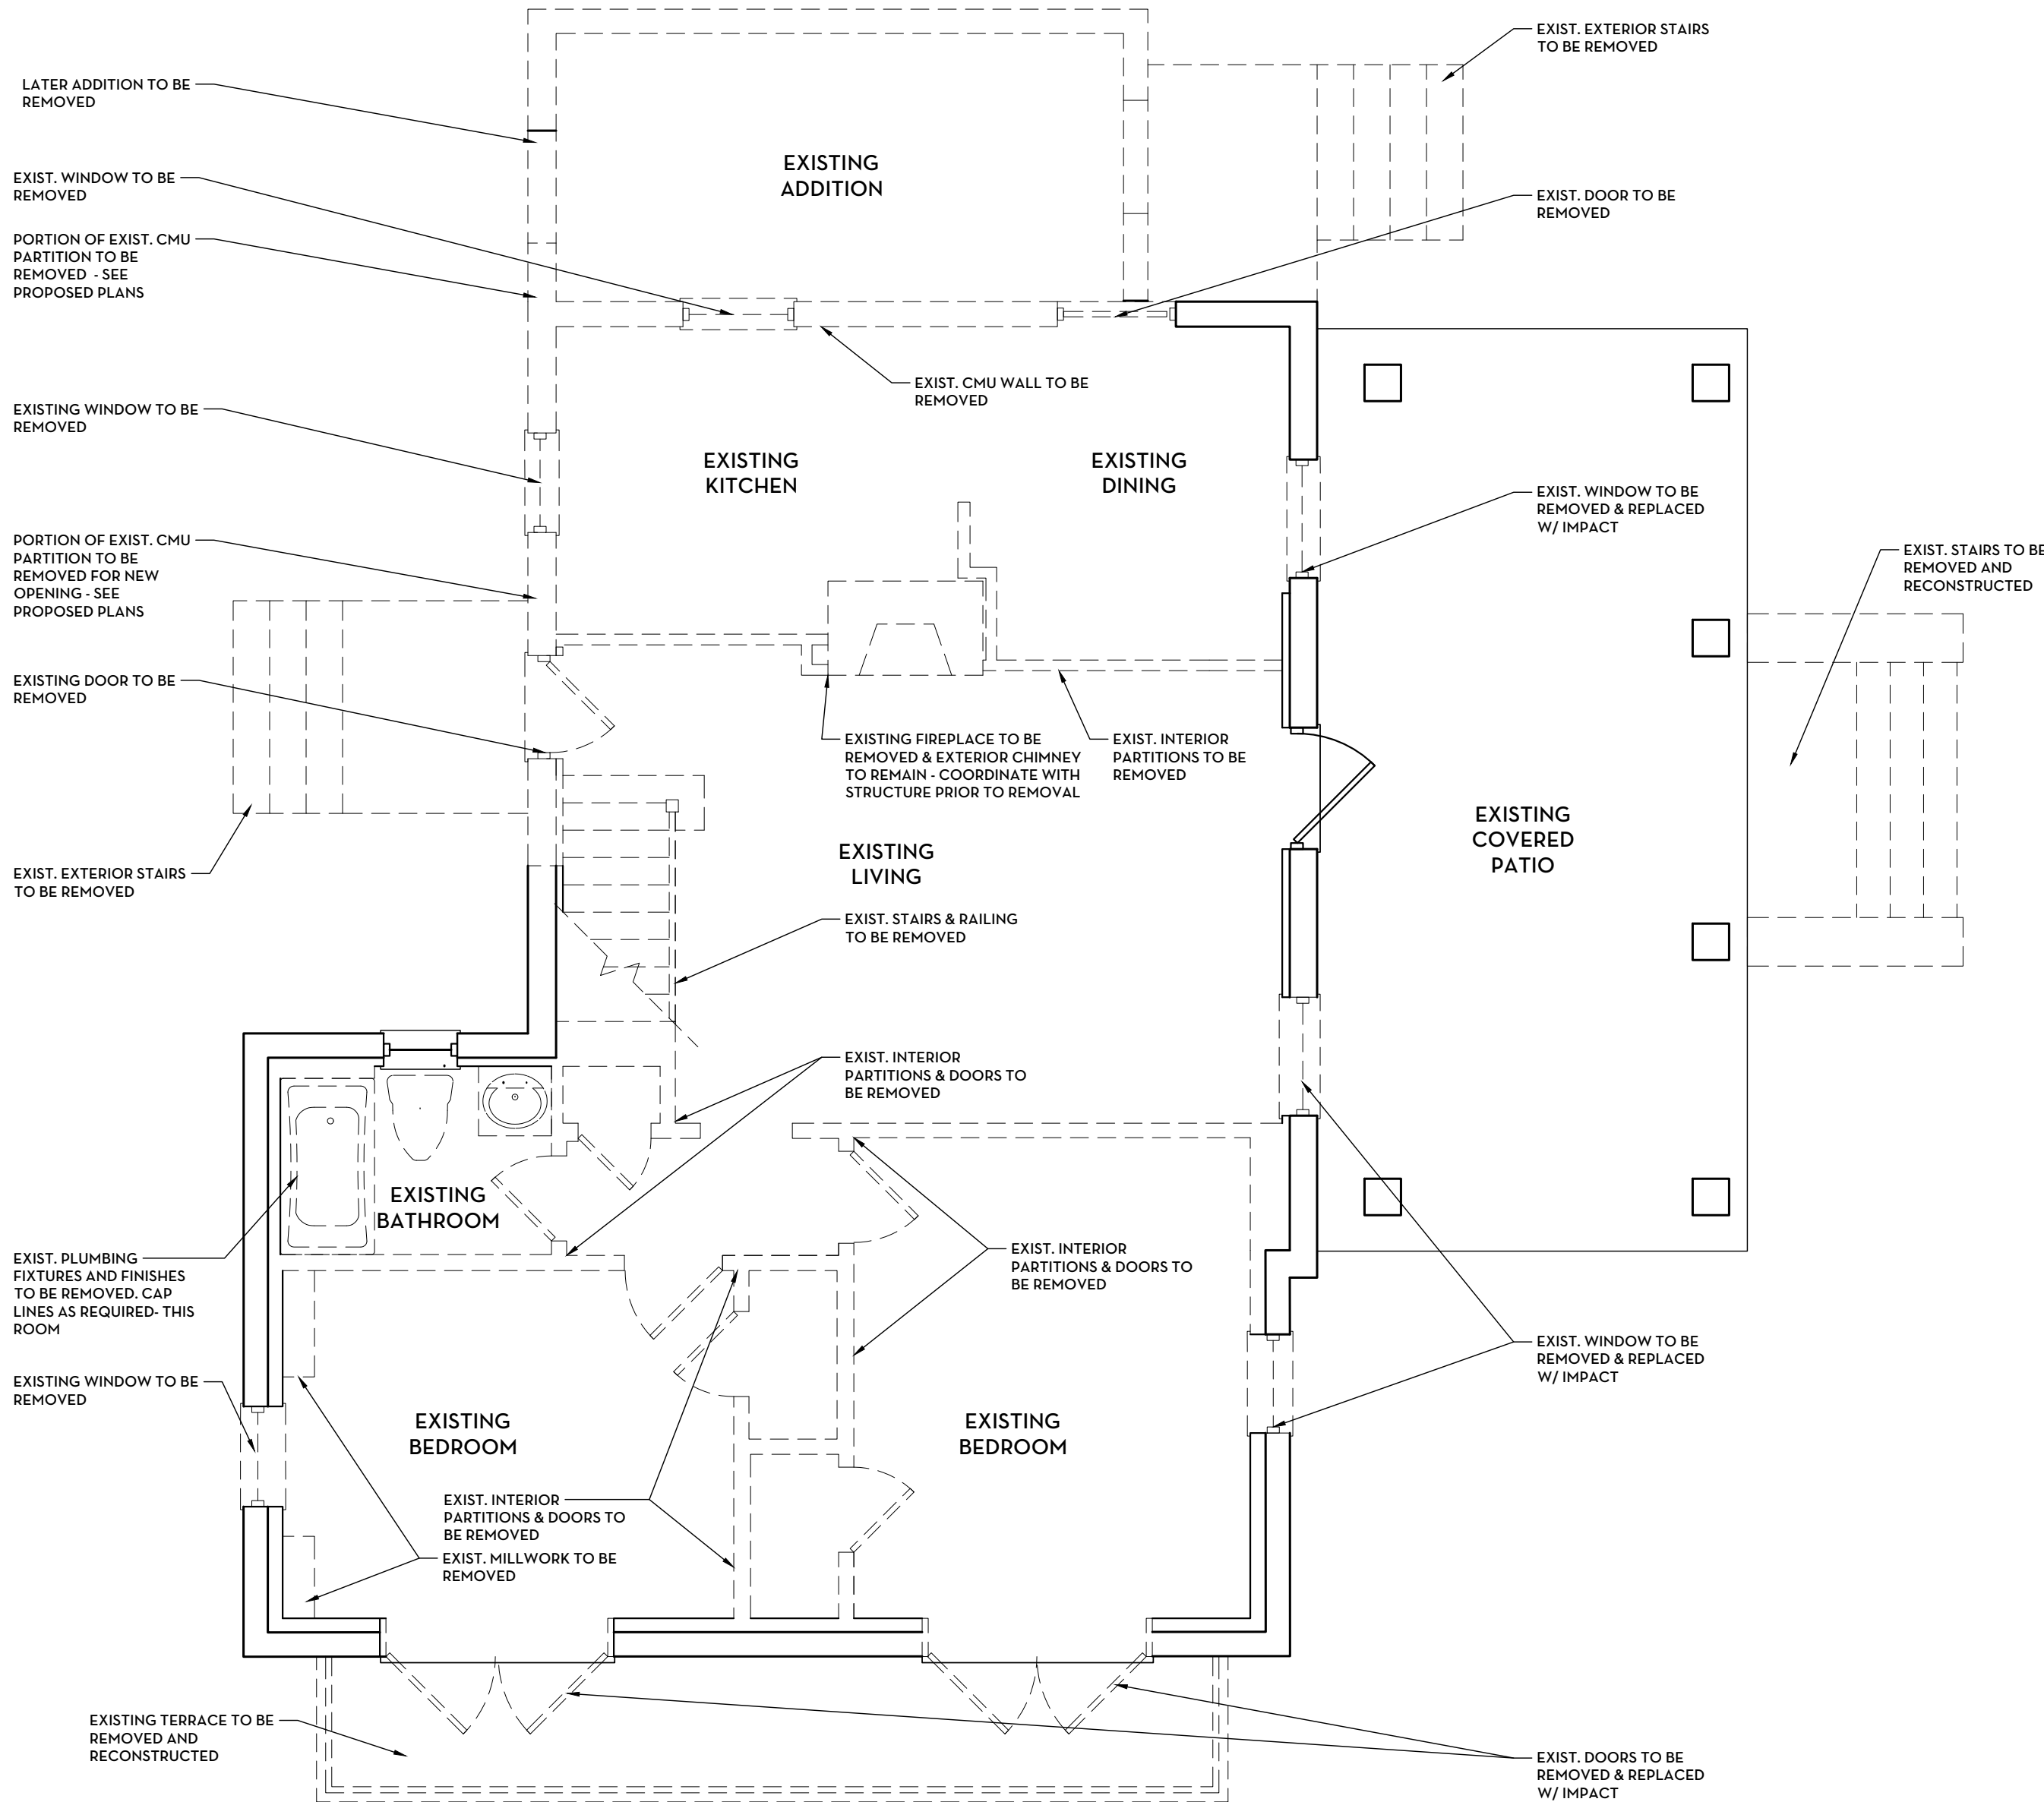 EXIST. EXTERIOR STAIRS
TO BE REMOVED
LATER ADDITION TO BE
REMOVED
EXISTING
ADDITION
EXIST. WINDOW TO BE
REMOVED
EXIST. DOOR TO BE
REMOVED
PORTION OF EXIST. CMU
PARTITION TO BE
REMOVED - SEE
PROPOSED PLANS
EXIST. CMU WALL TO BE
REMOVED
EXISTING WINDOW TO BE
REMOVED
EXISTING
KITCHEN
EXISTING
DINING
EXIST. WINDOW TO BE
REMOVED & REPLACED
W/ IMPACT
PORTION OF EXIST. CMU
PARTITION TO BE
REMOVED FOR NEW
OPENING - SEE
PROPOSED PLANS
EXIST. STAIRS TO BE
REMOVED AND
RECONSTRUCTED
EXISTING DOOR TO BE
REMOVED
EXISTING FIREPLACE TO BE
REMOVED & EXTERIOR CHIMNEY
TO REMAIN - COORDINATE WITH
STRUCTURE PRIOR TO REMOVAL
EXIST. INTERIOR
PARTITIONS TO BE
REMOVED
EXISTING
COVERED
PATIO
EXISTING
LIVING
EXIST. EXTERIOR STAIRS
TO BE REMOVED
EXIST. STAIRS & RAILING
TO BE REMOVED
EXIST. INTERIOR
PARTITIONS & DOORS TO
BE REMOVED
EXISTING
BATHROOM
EXIST. PLUMBING
FIXTURES AND FINISHES
TO BE REMOVED. CAP
LINES AS REQUIRED- THIS
ROOM
EXIST. INTERIOR
PARTITIONS & DOORS TO
BE REMOVED
EXIST. WINDOW TO BE
REMOVED & REPLACED
W/ IMPACT
EXISTING WINDOW TO BE
REMOVED
EXISTING
BEDROOM
EXISTING
BEDROOM
EXIST. INTERIOR
PARTITIONS & DOORS TO
BE REMOVED
EXIST. MILLWORK TO BE
REMOVED
EXISTING TERRACE TO BE
REMOVED AND
RECONSTRUCTED
EXIST. DOORS TO BE
REMOVED & REPLACED
W/ IMPACT